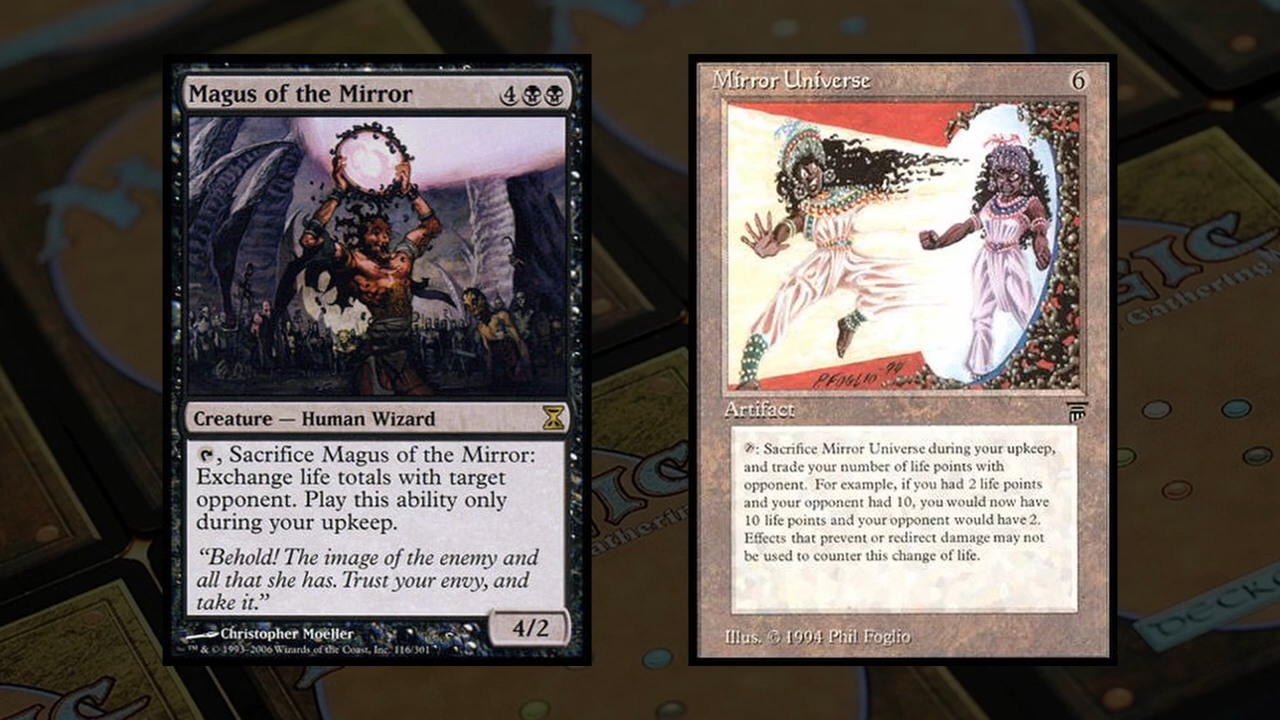 Magus of the Mirror 4
Creature — Human Wizard
, Sacrifice Magus of the Mirror:
Exchange life totals with target
opponent. Play this ability only
during your upkeep.
“Behold! The image of the enemy and
all that she has. Trust your envy, and
take it.”
4/2
Christopher Moeller
™ & © 1993–2006 Wizards of the Coast, Inc. 116/301
Mirror Universe 6
P.FOGLIO-94
Artifact
: Sacrifice Mirror Universe during your upkeep,
and trade your number of life points with
opponent. For example, if you had 2 life points
and your opponent had 10, you would now have
10 life points and your opponent would have 2.
Effects that prevent or redirect damage may not
be used to counter this change of life.
Illus. © 1994 Phil Foglio
GIC
Gathering
DECK